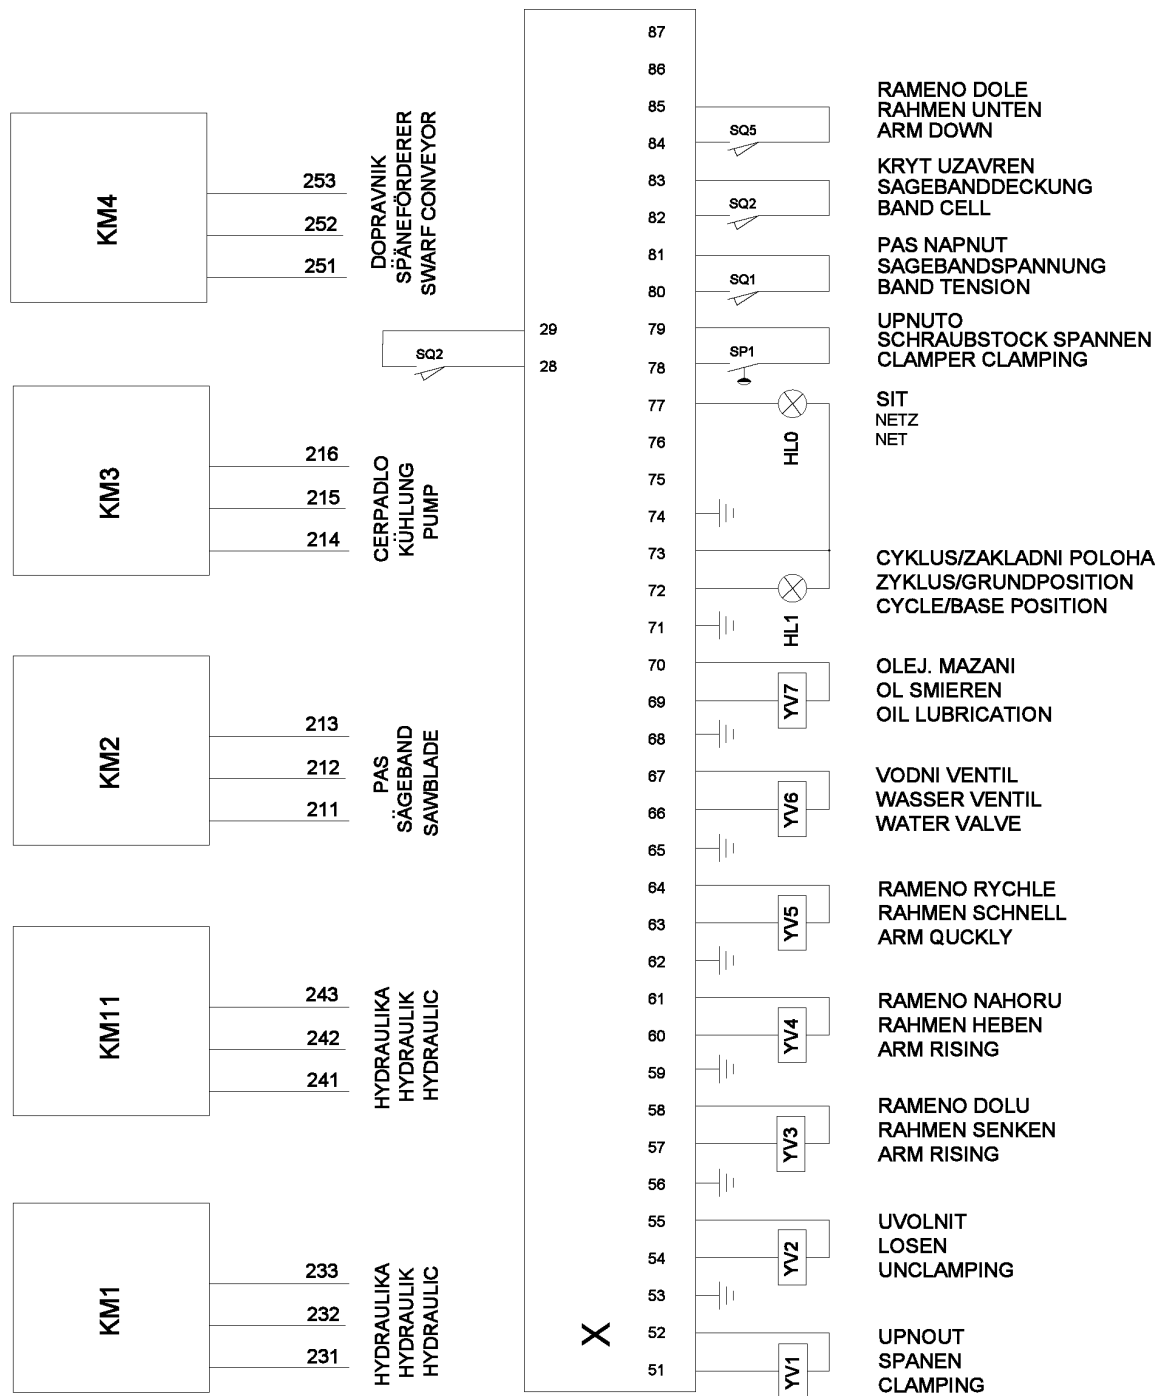 KM4
253
252
251
DOPRAVNIK
SPÄNEFÖRDERER
SWARF CONVEYOR
KM3
216
215
214
CERPADLO
KÜHLUNG
PUMP
KM2
213
212
211
PAS
SÄGEBAND
SAWBLADE
KM11
243
242
241
HYDRAULIKA
HYDRAULIK
HYDRAULIC
KM1
233
232
231
HYDRAULIKA
HYDRAULIK
HYDRAULIC
SQ2
29
28
X
87
86
85
84
83
82
81
80
79
78
77
76
75
74
73
72
71
70
69
68
67
66
65
64
63
62
61
60
59
58
57
56
55
54
53
52
51
SQ5
RAMENO DOLE
RAHMEN UNTEN
ARM DOWN
SQ2
KRYT UZAVREN
SAGEBANDDECKUNG
BAND CELL
SQ1
PAS NAPNUT
SAGEBANDSPANNUNG
BAND TENSION
SP1
UPNUTO
SCHRAUBSTOCK SPANNEN
CLAMPER CLAMPING
HL0
SIT
NETZ
NET
HL1
CYKLUS/ZAKLADNI POLOHA
ZYKLUS/GRUNDPOSITION
CYCLE/BASE POSITION
YV7
OLEJ. MAZANI
OL SMIEREN
OIL LUBRICATION
YV6
VODNI VENTIL
WASSER VENTIL
WATER VALVE
YV5
RAMENO RYCHLE
RAHMEN SCHNELL
ARM QUCKLY
YV4
RAMENO NAHORU
RAHMEN HEBEN
ARM RISING
YV3
RAMENO DOLU
RAHMEN SENKEN
ARM RISING
YV2
UVOLNIT
LOSEN
UNCLAMPING
YV1
UPNOUT
SPANEN
CLAMPING